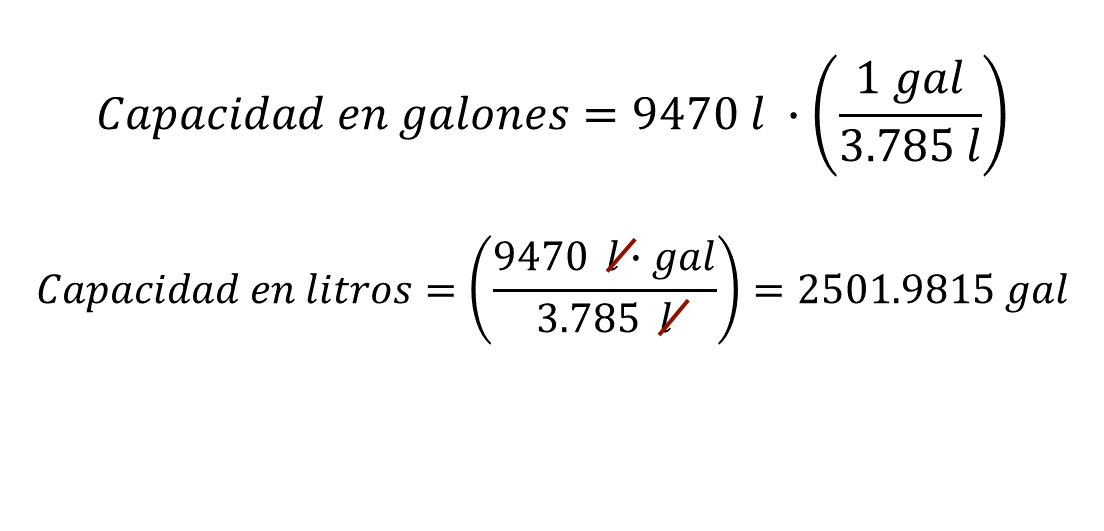 Capacidad en galones = 9470 l · (1 gal / 3.785 l)
Capacidad en litros = (9470 l · gal / 3.785 l) = 2501.9815 gal